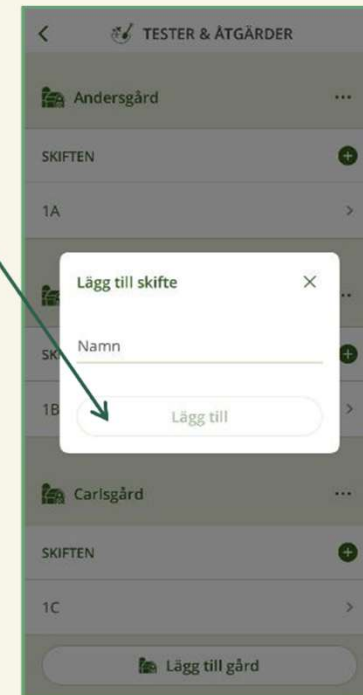 TESTER & ÅTGÄRDER
Andersgård
SKIFTEN
1A
Lägg till skifte
SK
Namn
1B
Lägg till
Carlsgård
SKIFTEN
1C
Lägg till gård